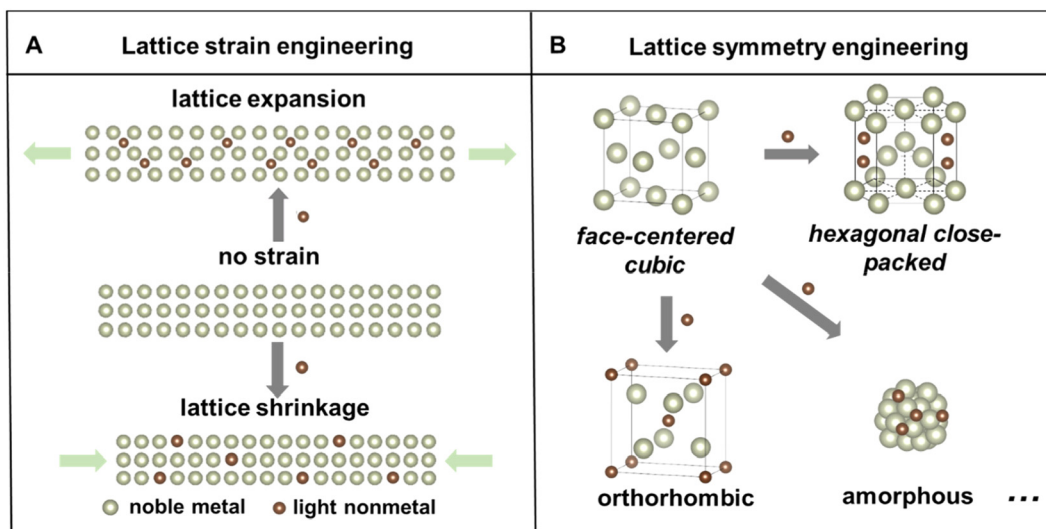 A Lattice strain engineering
lattice expansion
no strain
lattice shrinkage
noble metal light nonmetal
B Lattice symmetry engineering
face-centered
cubic
hexagonal close-
packed
orthorhombic
amorphous ...